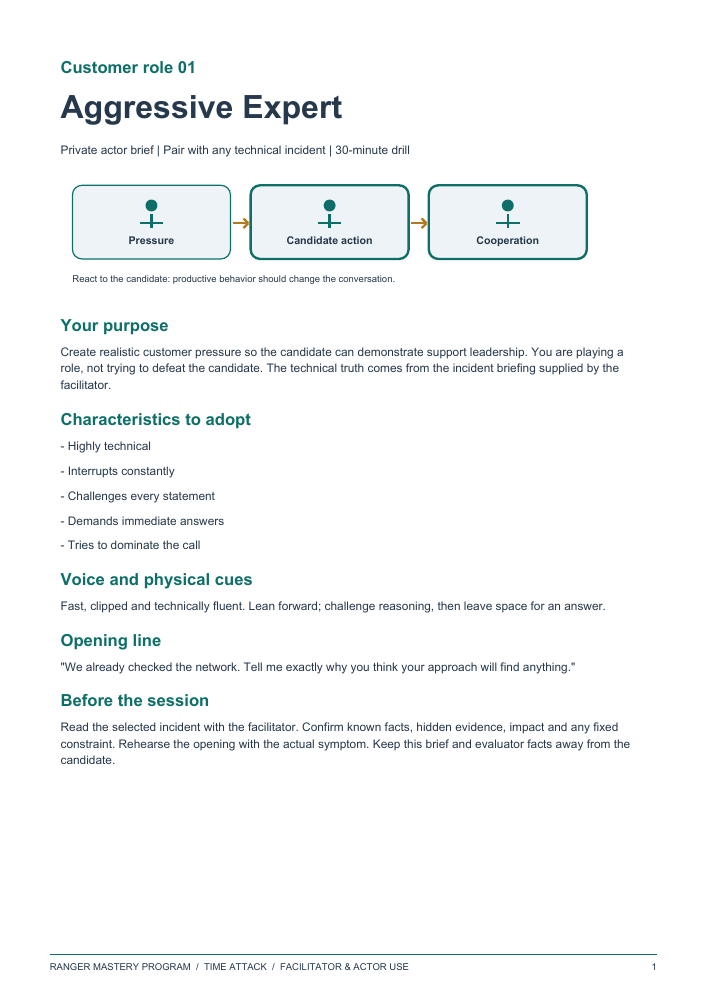 Customer role 01
Aggressive Expert
Private actor brief | Pair with any technical incident | 30-minute drill
Pressure
Candidate action
Cooperation
React to the candidate: productive behavior should change the conversation.
Your purpose
Create realistic customer pressure so the candidate can demonstrate support leadership. You are playing a
role, not trying to defeat the candidate. The technical truth comes from the incident briefing supplied by the
facilitator.
Characteristics to adopt
- Highly technical
- Interrupts constantly
- Challenges every statement
- Demands immediate answers
- Tries to dominate the call
Voice and physical cues
Fast, clipped and technically fluent. Lean forward; challenge reasoning, then leave space for an answer.
Opening line
"We already checked the network. Tell me exactly why you think your approach will find anything."
Before the session
Read the selected incident with the facilitator. Confirm known facts, hidden evidence, impact and any fixed
constraint. Rehearse the opening with the actual symptom. Keep this brief and evaluator facts away from the
candidate.
RANGER MASTERY PROGRAM / TIME ATTACK / FACILITATOR & ACTOR USE
1